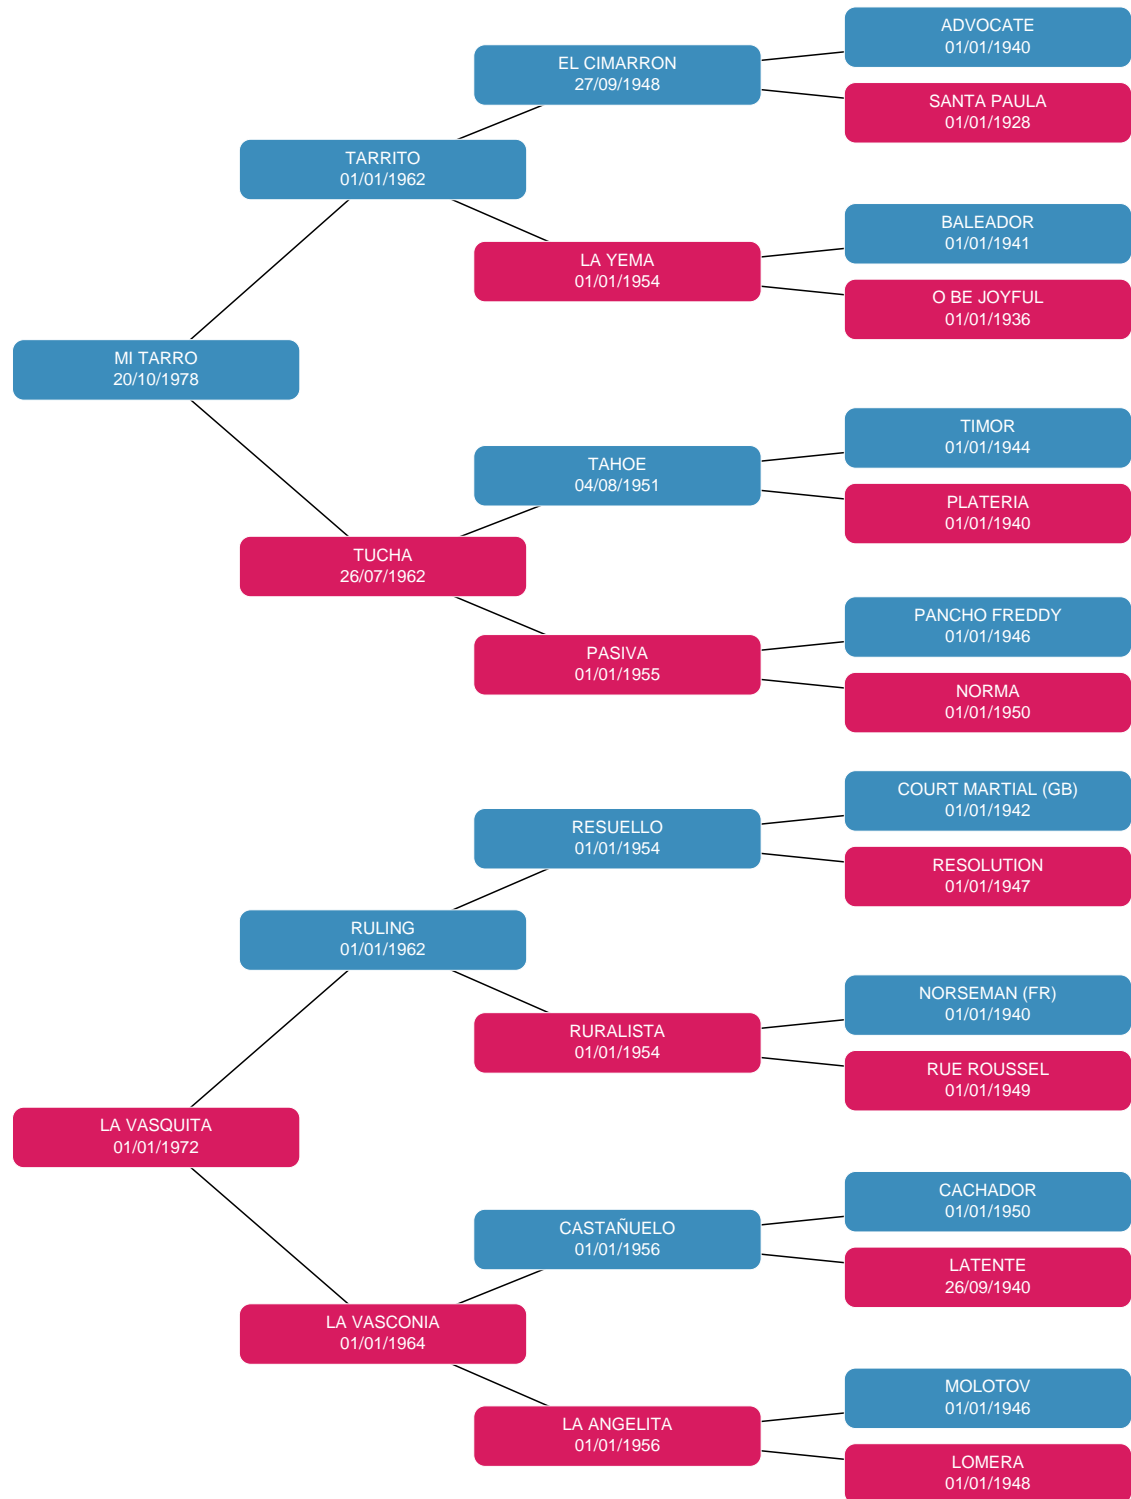 ADVOCATE
01/01/1940
EL CIMARRON
27/09/1948
SANTA PAULA
01/01/1928
TARRITO
01/01/1962
BALEADOR
01/01/1941
LA YEMA
01/01/1954
O BE JOYFUL
01/01/1936
MI TARRO
20/10/1978
TIMOR
01/01/1944
TAHOE
04/08/1951
PLATERIA
01/01/1940
TUCHA
26/07/1962
PANCHO FREDDY
01/01/1946
PASIVA
01/01/1955
NORMA
01/01/1950
COURT MARTIAL (GB)
01/01/1942
RESUELLO
01/01/1954
RESOLUTION
01/01/1947
RULING
01/01/1962
NORSEMAN (FR)
01/01/1940
RURALISTA
01/01/1954
RUE ROUSSEL
01/01/1949
LA VASQUITA
01/01/1972
CACHADOR
01/01/1950
CASTAÑUELO
01/01/1956
LATENTE
26/09/1940
LA VASCONIA
01/01/1964
MOLOTOV
01/01/1946
LA ANGELITA
01/01/1956
LOMERA
01/01/1948